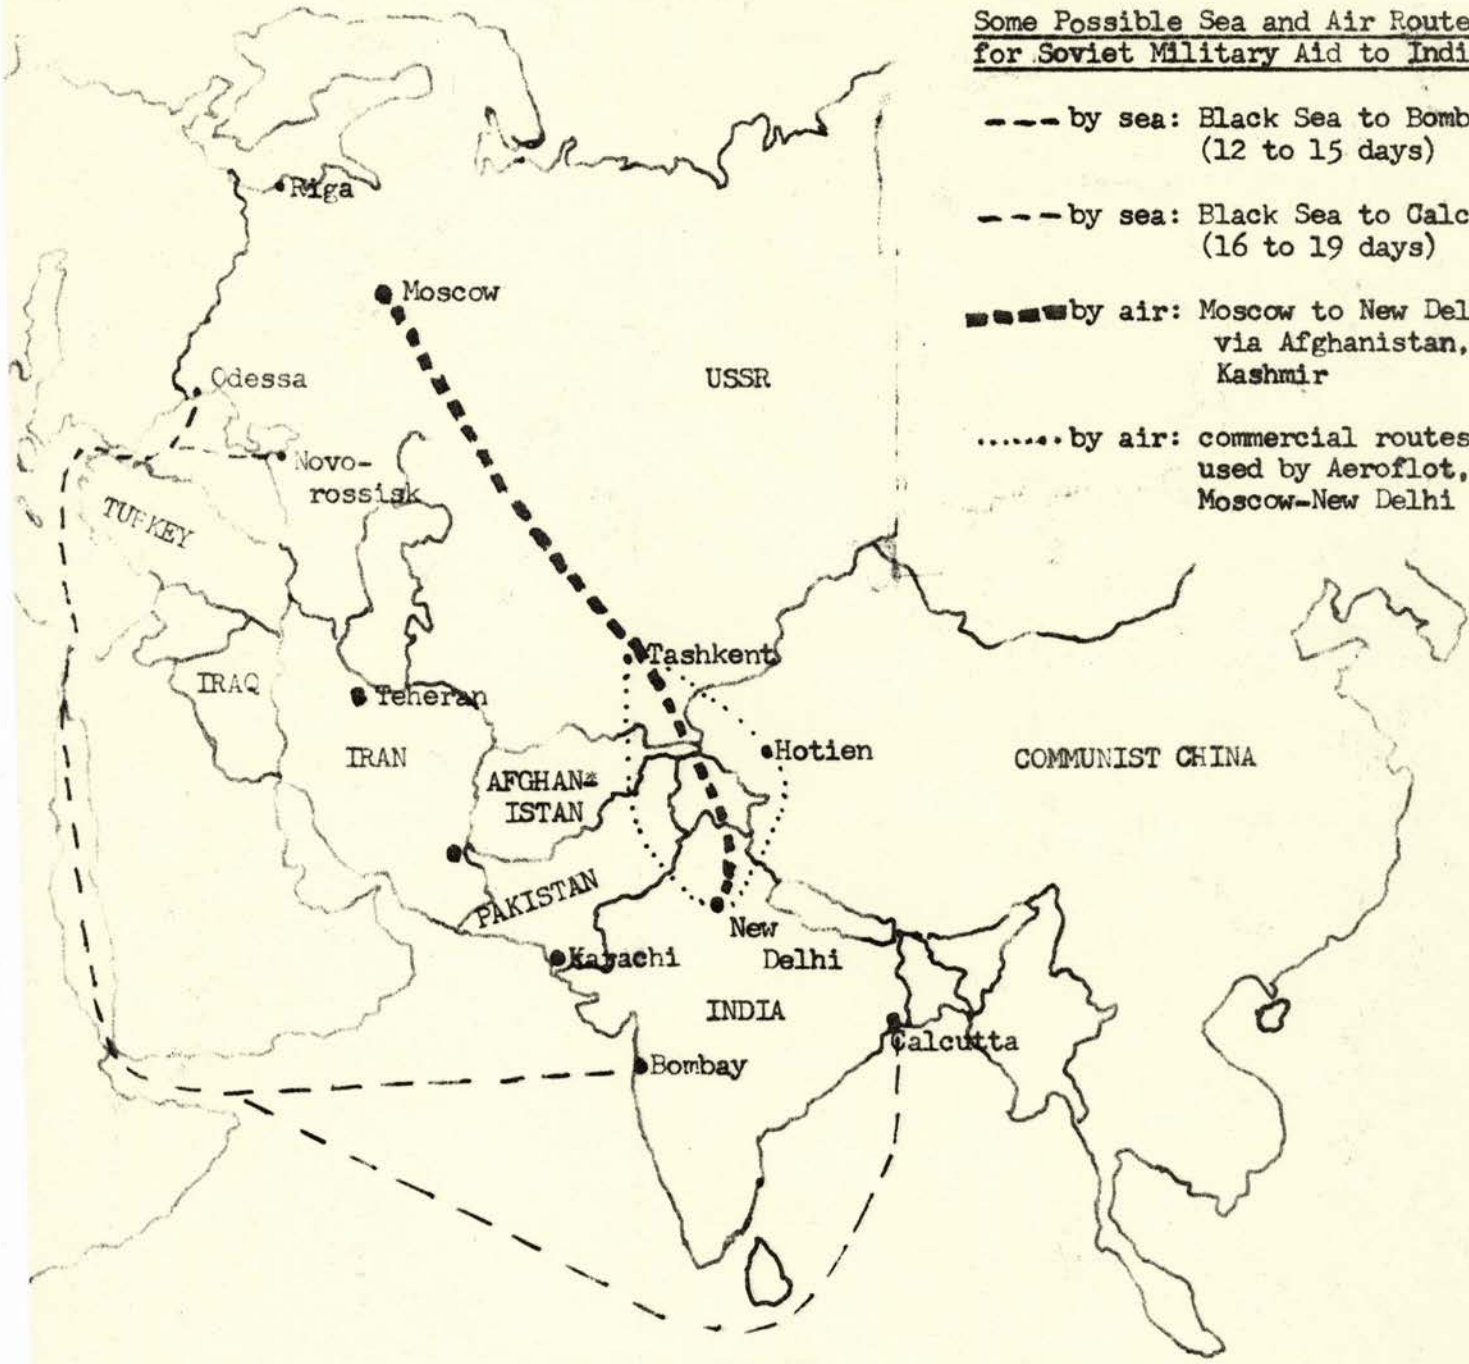 Some Possible Sea and Air Route
for Soviet Military Aid to Indi
--- by sea: Black Sea to Bomb
(12 to 15 days)
--- by sea: Black Sea to Calc
(16 to 19 days)
by air: Moscow to New Del
via Afghanistan,
Kashmir
....... by air: commercial routes
used by Aeroflot,
Moscow-New Delhi
Riga
Moscow
Odessa
USSR
Novo-
rossisk
TURKEY
Tashkent
IRAQ
Teheran
IRAN
Hotien
COMMUNIST CHINA
AFGHAN-
ISTAN
PAKISTAN
New
Delhi
Karachi
INDIA
Calcutta
Bombay